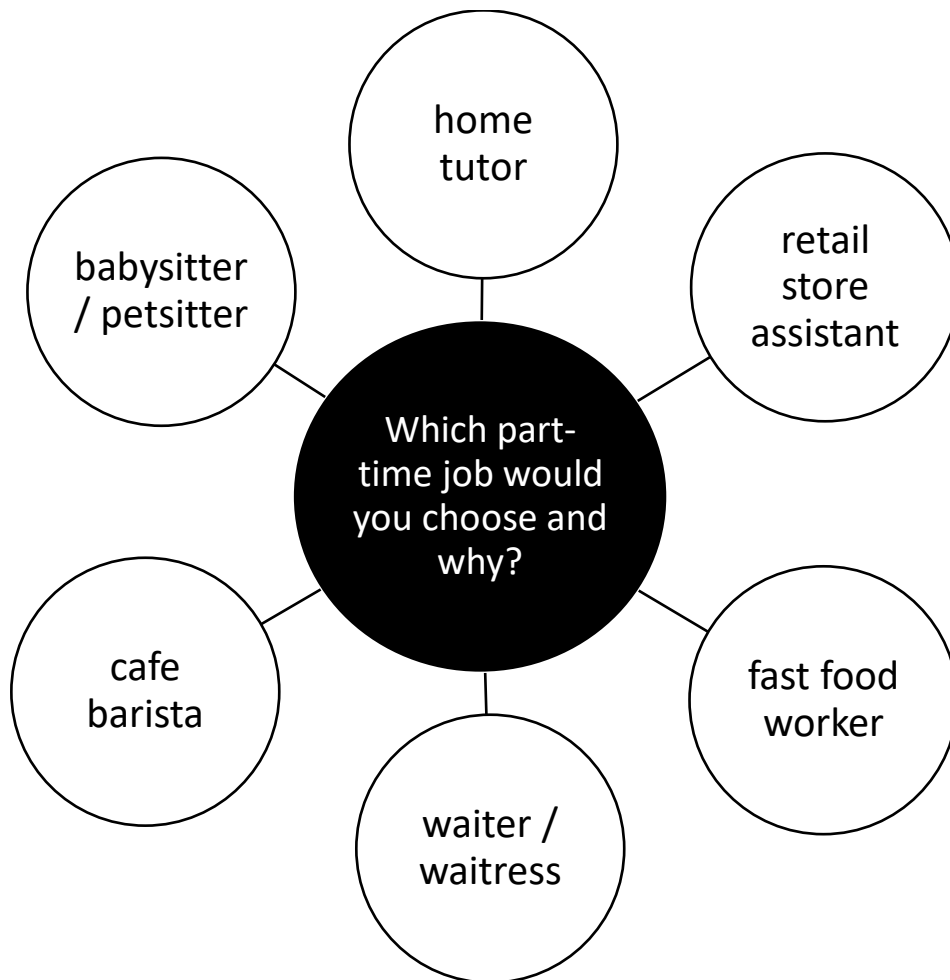 home
tutor
retail
store
assistant
fast food
worker
waiter /
waitress
cafe
barista
babysitter
/ petsitter
Which part-
time job would
you choose and
why?